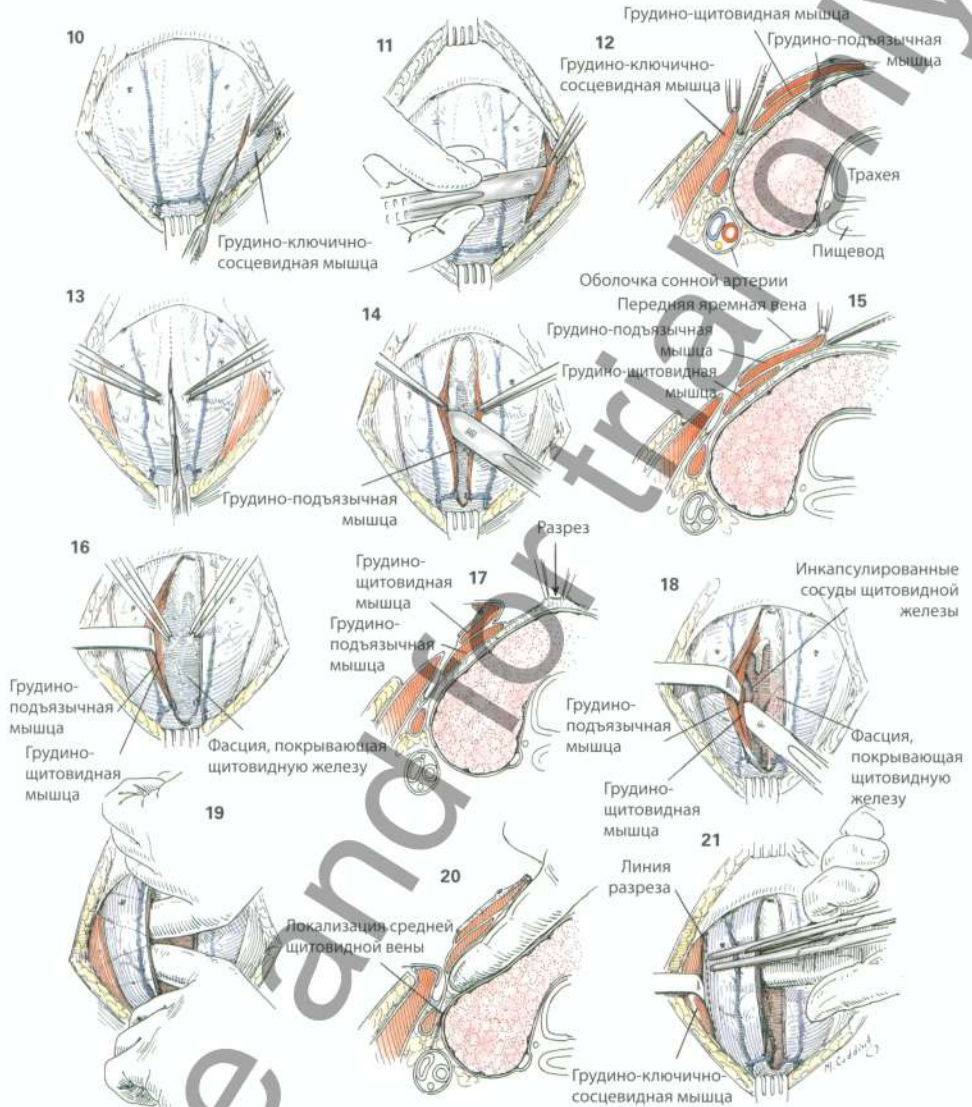 10
11
12
Грудино-щитовидная мышца
Грудино-подъязычная
мышца
Грудино-ключично-
сосцевидная мышца
Трахея
Пищевод
Грудино-ключично-
сосцевидная мышца
Оболочка сонной артерии
13
14
15
Передняя яремная вена
Грудино-подъязычная
мышца
Грудино-щитовидная
мышца
Грудино-подъязычная
мышца
16
17
18
Разрез
Грудино-
щитовидная
мышца
Грудино-
подъязычная
мышца
Инкапсулированные
сосуды щитовидной
железы
Грудино-
подъязычная
мышца
Грудино-
щитовидная
мышца
Фасция, покрывающая
щитовидную железу
Грудино-
подъязычная
мышца
Грудино-
щитовидная
мышца
Фасция,
покрывающая
щитовидную
железу
19
20
21
Локализация средней
щитовидной вены
Линия
разреза
Грудино-ключично-
сосцевидная мышца
e and for trial only